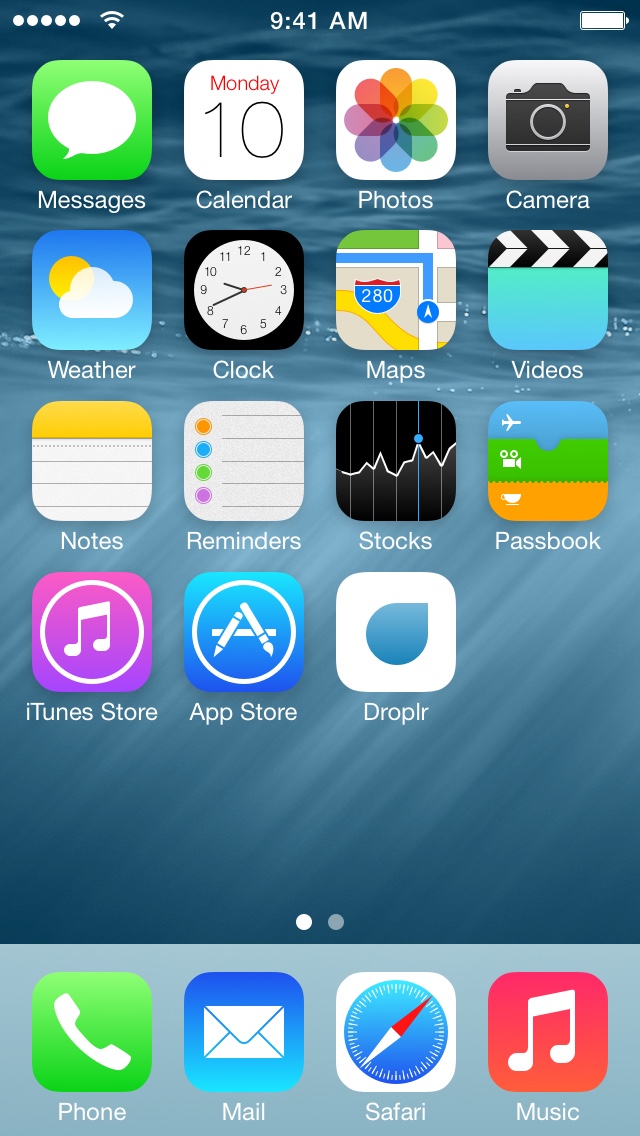 9:41 AM
Monday
10
Messages Calendar Photos Camera
12
11 1
10 2
9 3
8 4
7 5
6
280
Weather Clock Maps Videos
Notes Reminders Stocks Passbook
iTunes Store App Store Droplr
Phone Mail Safari Music